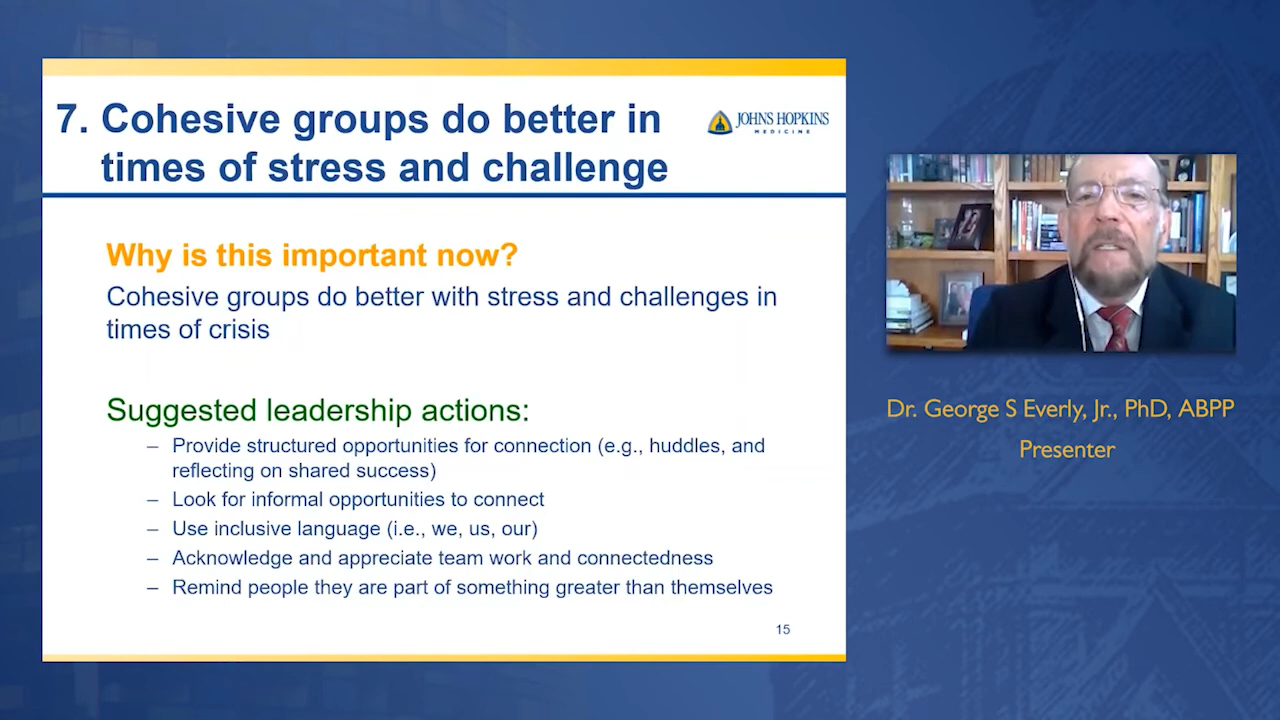 7. Cohesive groups do better in
times of stress and challenge
JOHNS HOPKINS
MEDICINE
Why is this important now?
Cohesive groups do better with stress and challenges in
times of crisis
Suggested leadership actions:
– Provide structured opportunities for connection (e.g., huddles, and
reflecting on shared success)
– Look for informal opportunities to connect
– Use inclusive language (i.e., we, us, our)
– Acknowledge and appreciate team work and connectedness
– Remind people they are part of something greater than themselves
15
Dr. George S Everly, Jr., PhD, ABPP
Presenter